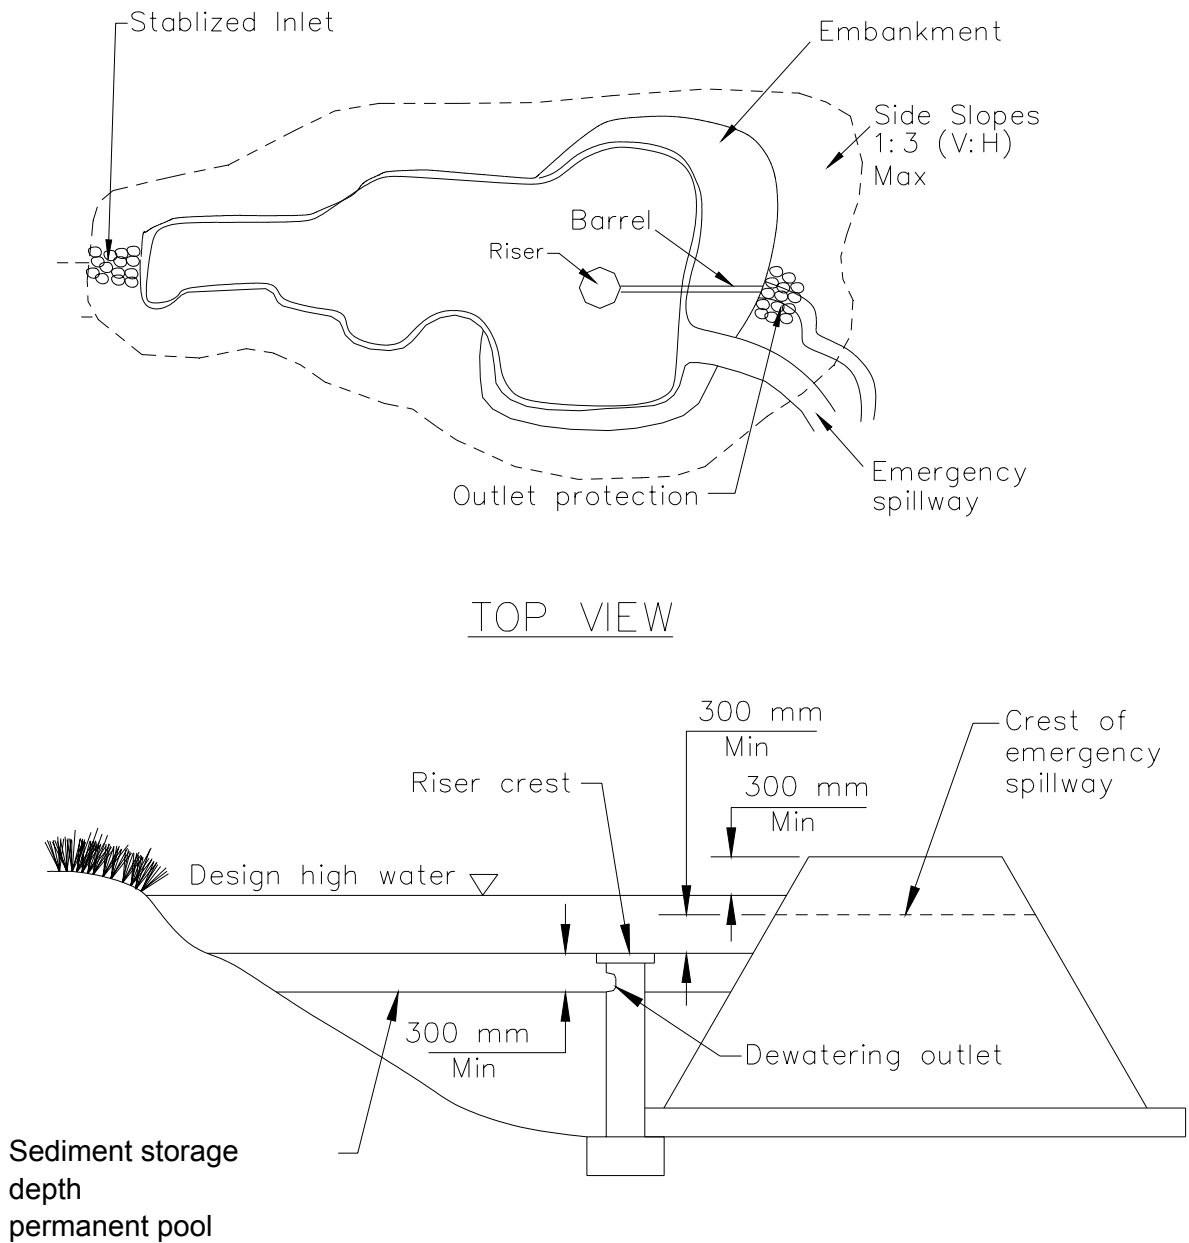 Stablized Inlet
Embankment
Side Slopes
1:3 (V:H)
Max
Barrel
Riser
Emergency
spillway
Outlet protection
TOP VIEW
300 mm
Min
Crest of
emergency
spillway
Riser crest
300 mm
Min
Design high water
300 mm
Min
Dewatering outlet
Sediment storage
depth
permanent pool